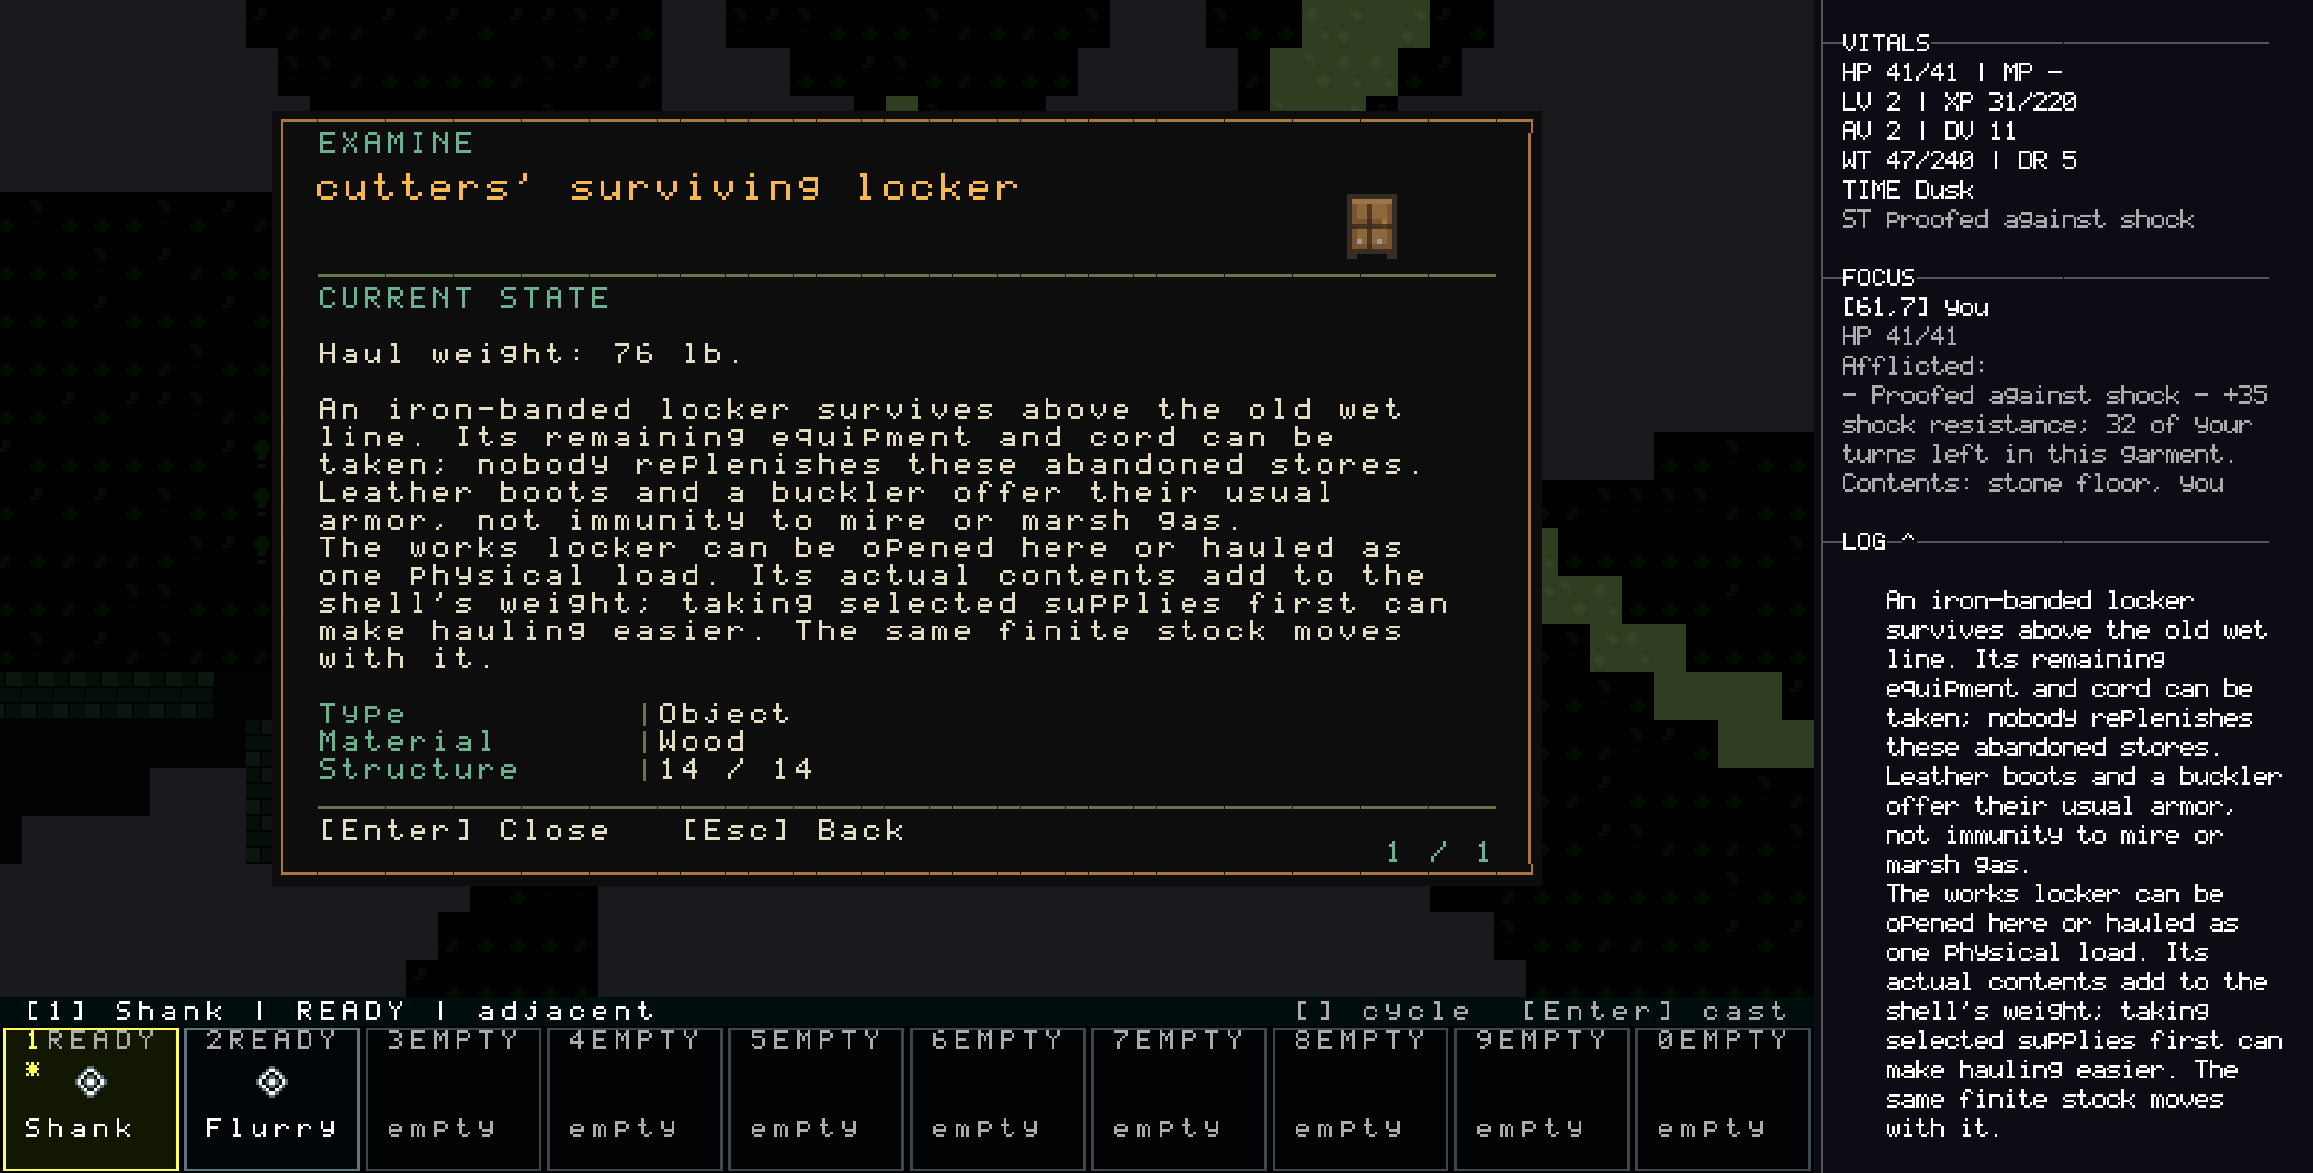 EXAMINE
cutters' surviving locker
CURRENT STATE
Haul weight: 76 lb.
An iron-banded locker survives above the old wet
line. Its remaining equipment and cord can be
taken; nobody replenishes these abandoned stores.
Leather boots and a buckler offer their usual
armor, not immunity to mire or marsh gas.
The works locker can be opened here or hauled as
one physical load. Its actual contents add to the
shell's weight; taking selected supplies first can
make hauling easier. The same finite stock moves
with it.
Type | Object
Material | Wood
Structure | 14 / 14
[Enter] Close [Esc] Back
1 / 1
[1] Shank | READY | adjacent
[] cycle [Enter] cast
1READY 2READY 3EMPTY 4EMPTY 5EMPTY 6EMPTY 7EMPTY 8EMPTY 9EMPTY 0EMPTY
*
Shank Flurry empty empty empty empty empty empty empty empty
VITALS
HP 41/41 | MP -
LV 2 | XP 31/220
AV 2 | DV 11
WT 47/240 | DR 5
TIME Dusk
ST Proofed against shock
FOCUS
[61,7] You
HP 41/41
Afflicted:
- Proofed against shock - +35
shock resistance; 32 of your
turns left in this garment.
Contents: stone floor, you
LOG ^
An iron-banded locker
survives above the old wet
line. Its remaining
equipment and cord can be
taken; nobody replenishes
these abandoned stores.
Leather boots and a buckler
offer their usual armor,
not immunity to mire or
marsh gas.
The works locker can be
opened here or hauled as
one physical load. Its
actual contents add to the
shell's weight; taking
selected supplies first can
make hauling easier. The
same finite stock moves
with it.